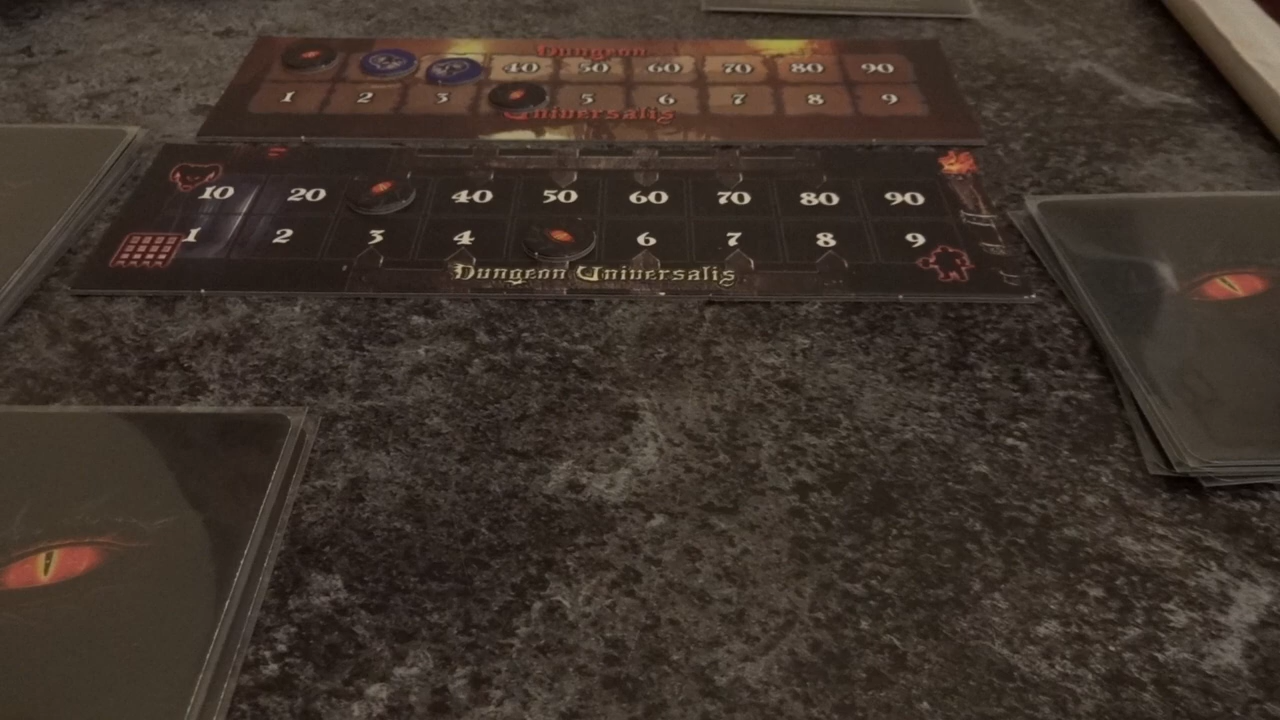 Dungeon
40 50 60 70 80 90
1 2 3 5 6 7 8 9
Universalis
10 20 40 50 60 70 80 90
1 2 3 4 6 7 8 9
Dungeon Universalis